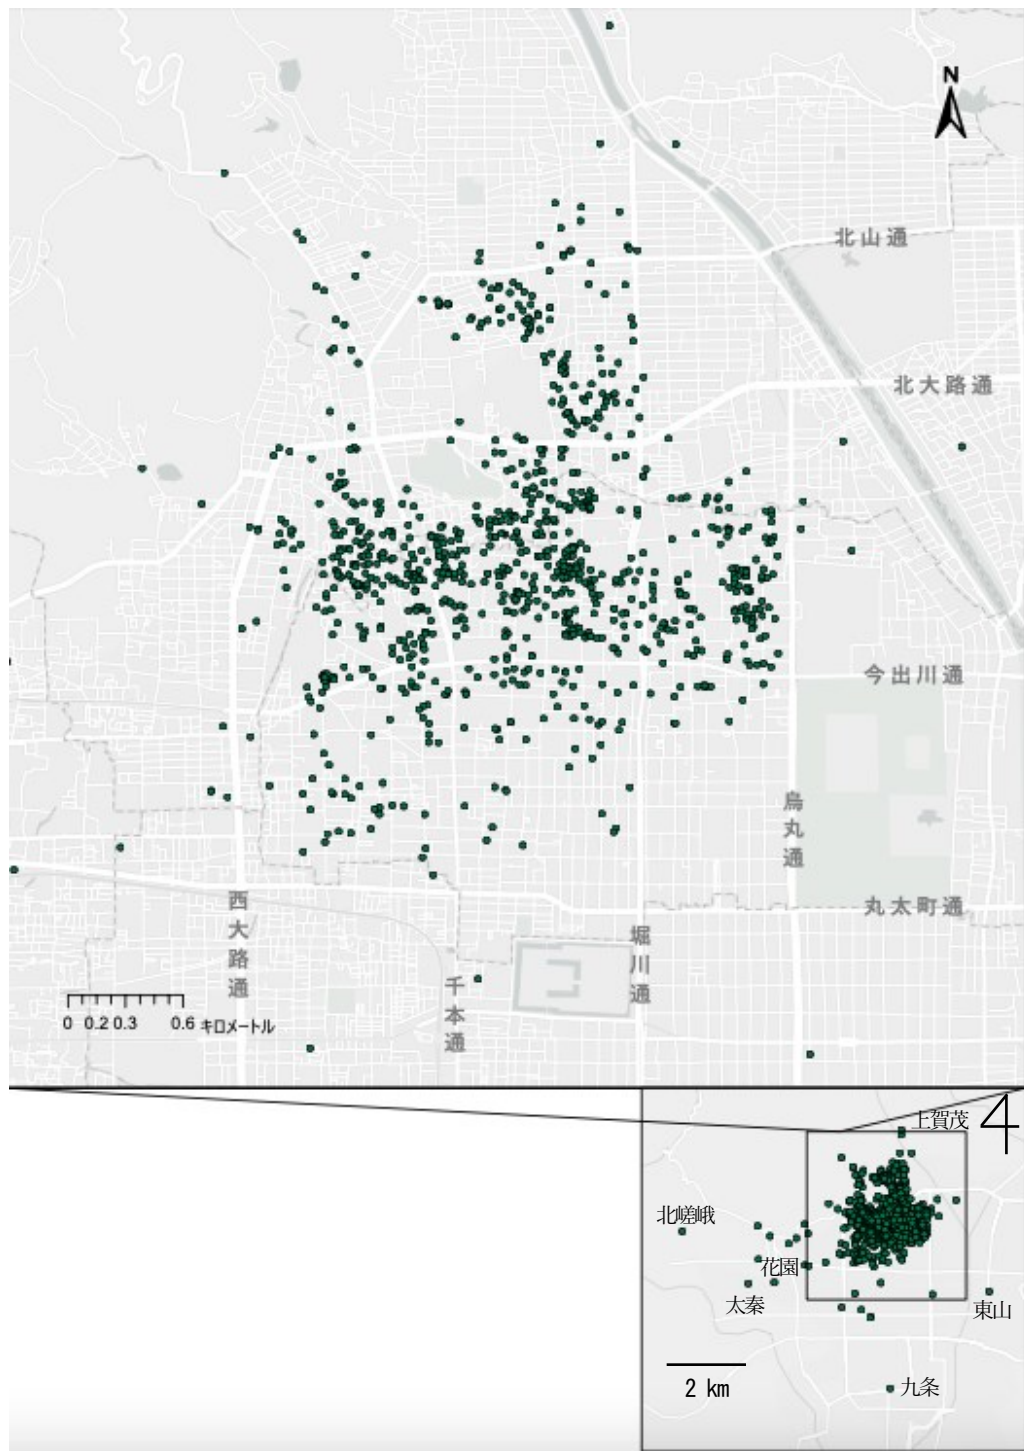 N
北山通
北大路通
今出川通
烏丸通
丸太町通
西大路通
堀川通
千本通
0 0.2 0.3 0.6 キロメートル
上賀茂
北嵯峨
花園
太秦
東山
2 km
九条